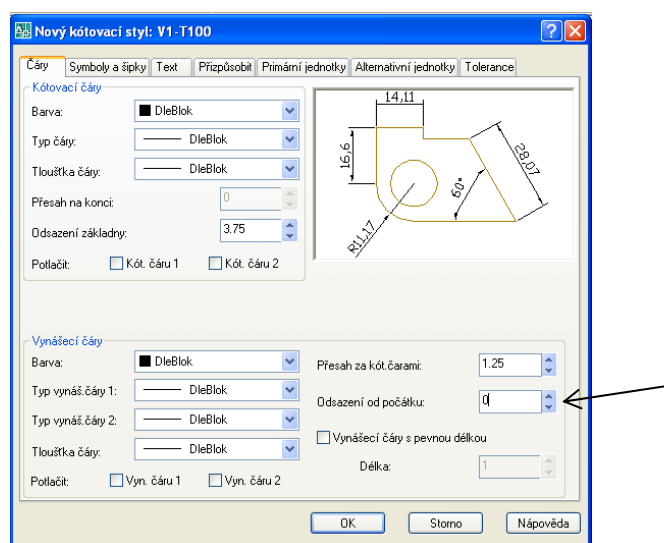 Nový kótovací styl: V1-T100
Čáry Symboly a šipky Text Přizpůsobit Primární jednotky Alternativní jednotky Tolerance
Kótovací čáry
Barva: DleBlok
Typ čáry: DleBlok
Tloušťka čáry: DleBlok
Přesah na konci: 0
Odsazení základny: 3.75
Potlačit: Kót. čáru 1 Kót. čáru 2
14,11
16,6
28,07
60°
R11,17
Vynášecí čáry
Barva: DleBlok
Typ vynáš.čáry 1: DleBlok
Typ vynáš.čáry 2: DleBlok
Tloušťka čáry: DleBlok
Potlačit: Vyn. čáru 1 Vyn. čáru 2
Přesah za kót.čarami: 1.25
Odsazení od počátku: 0
Vynášecí čáry s pevnou délkou
Délka: 1
OK Storno Nápověda